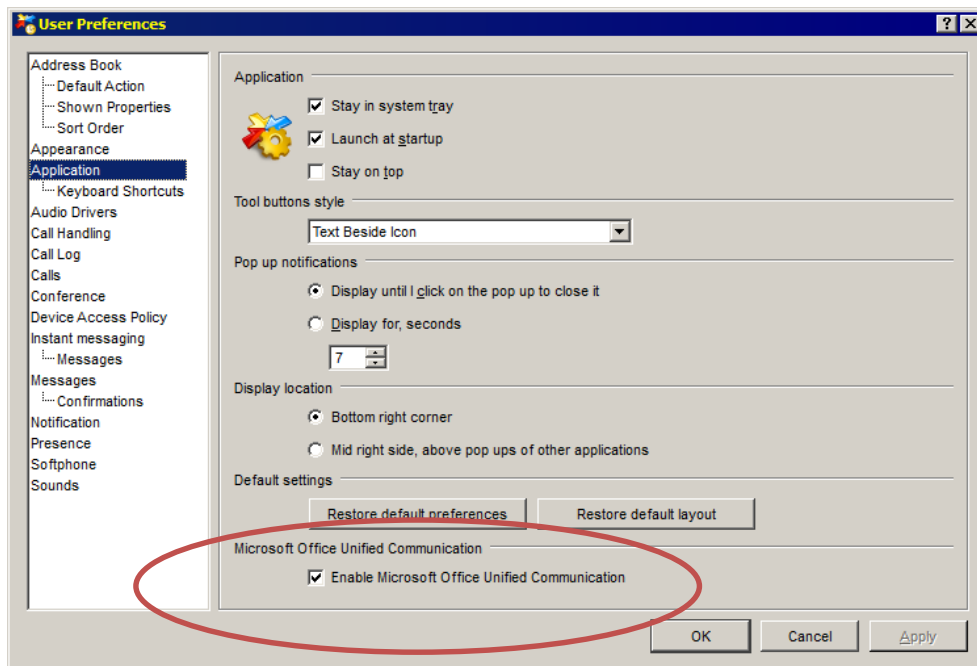 User Preferences
Address Book
Default Action
Shown Properties
Sort Order
Appearance
Application
Keyboard Shortcuts
Audio Drivers
Call Handling
Call Log
Calls
Conference
Device Access Policy
Instant messaging
Messages
Messages
Confirmations
Notification
Presence
Softphone
Sounds
Application
Stay in system tray
Launch at startup
Stay on top
Tool buttons style
Text Beside Icon
Pop up notifications
Display until I click on the pop up to close it
Display for, seconds
7
Display location
Bottom right corner
Mid right side, above pop ups of other applications
Default settings
Restore default preferences
Restore default layout
Microsoft Office Unified Communication
Enable Microsoft Office Unified Communication
OK
Cancel
Apply